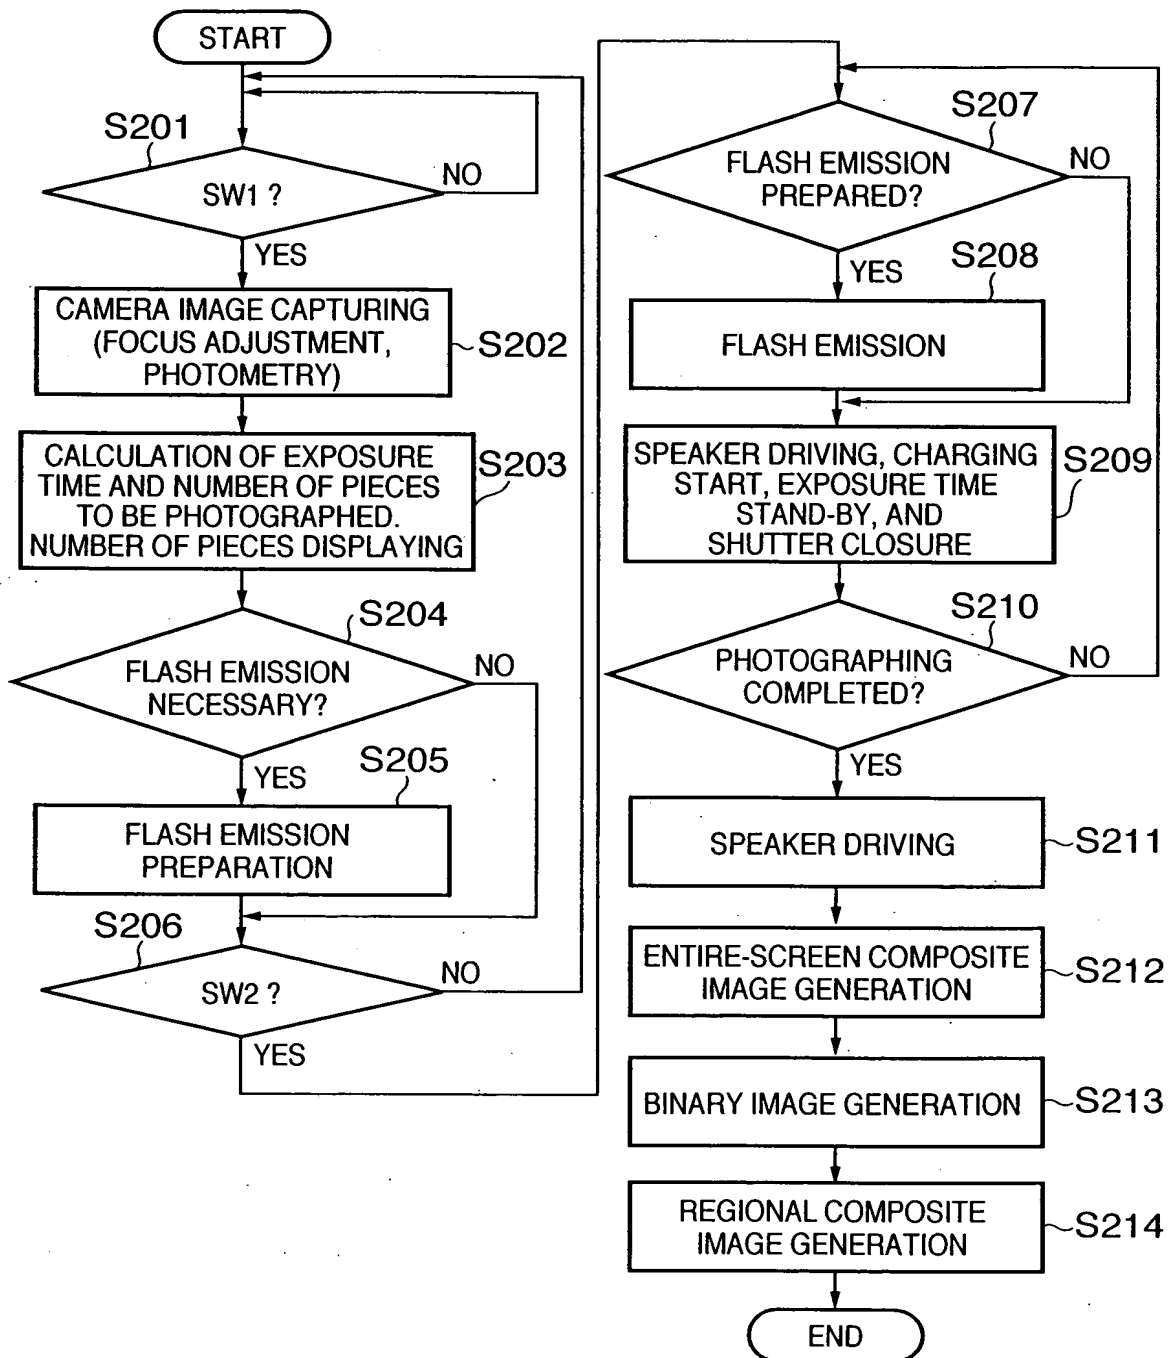 START
S201
SW1 ?
NO
YES
CAMERA IMAGE CAPTURING
(FOCUS ADJUSTMENT,
PHOTOMETRY)
S202
CALCULATION OF EXPOSURE
TIME AND NUMBER OF PIECES
TO BE PHOTOGRAPHED.
NUMBER OF PIECES DISPLAYING
S203
S204
FLASH EMISSION
NECESSARY?
NO
YES
S205
FLASH EMISSION
PREPARATION
S206
SW2 ?
NO
YES
S207
FLASH EMISSION
PREPARED?
NO
YES
S208
FLASH EMISSION
SPEAKER DRIVING, CHARGING
START, EXPOSURE TIME
STAND-BY, AND
SHUTTER CLOSURE
S209
S210
PHOTOGRAPHING
COMPLETED?
NO
YES
SPEAKER DRIVING
S211
ENTIRE-SCREEN COMPOSITE
IMAGE GENERATION
S212
BINARY IMAGE GENERATION
S213
REGIONAL COMPOSITE
IMAGE GENERATION
S214
END